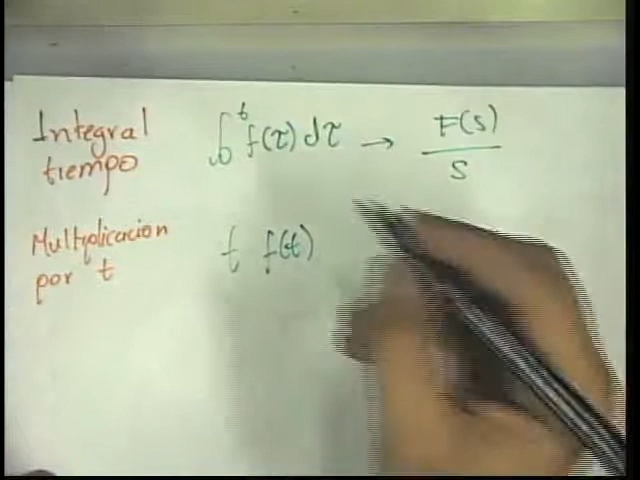 Integral tiempo ∫₀ᵗ f(τ) dτ → F(s)/s
Multiplicacion por t t f(t)